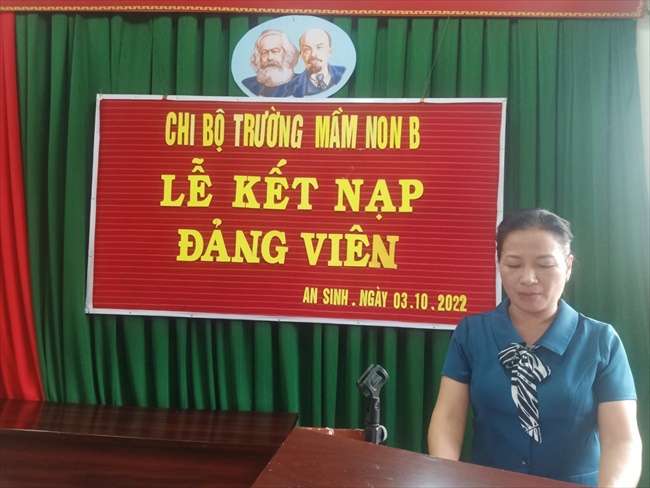 CHI BỘ TRƯỜNG MẦM NON B
LỄ KẾT NẠP
ĐẢNG VIÊN
AN SINH . NGÀY 03.10.2022